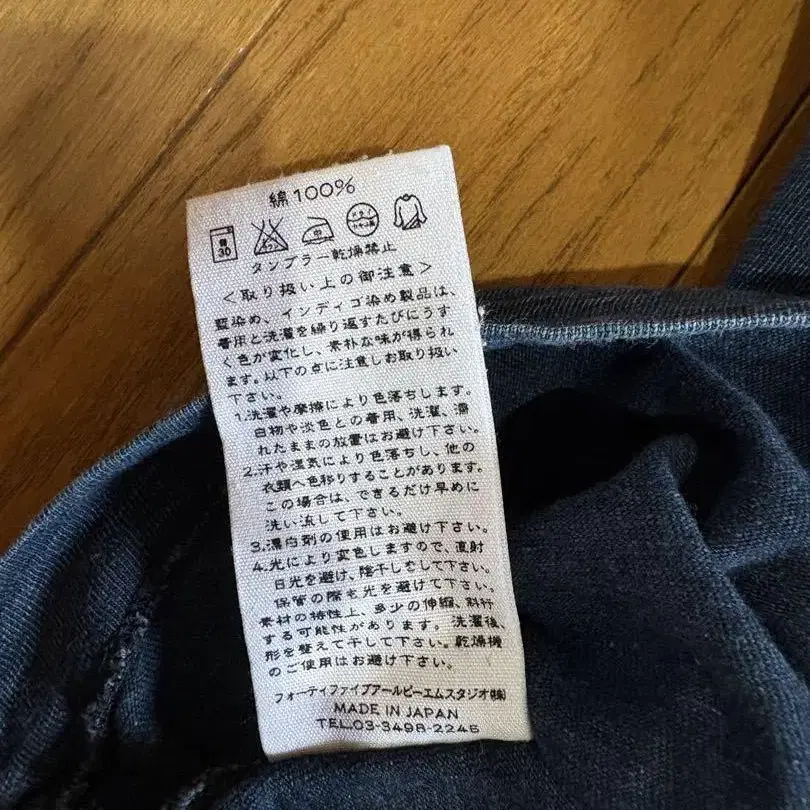 綿100%
弱
30
エンソサラシ
ドライ
セキユ系
タンブラー乾燥禁止
＜取り扱い上の御注意＞
藍染め、インディゴ染め製品は、
着用と洗濯を繰り返すたびにうす
く色が変化し、素朴な味が得られ
ます。以下の点に注意しお取り扱い
下さい。
1.洗濯や摩擦により色落ちします。
白物や淡色との着用、洗濯、濡
れたままの放置はお避け下さい。
2.汗や湿気により色落ちし、他の
衣類へ色移りすることがあります。
この場合は、できるだけ早めに
洗い流して下さい。
3.漂白剤の使用はお避け下さい。
4.光により変色しますので、直射
日光を避け、陰干しをして下さい。
保管の際も光を避けて下さい。
素材の特性上、多少の伸縮、斜行
する可能性があります。洗濯後、
形を整えて干して下さい。乾燥機
のご使用はお避け下さい。
フォーティファイブアールピーエムスタジオ(株)
MADE IN JAPAN
TEL.03-3498-2246